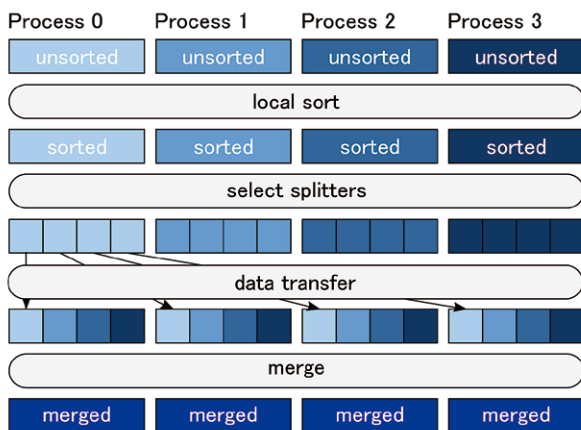 Process 0 Process 1 Process 2 Process 3
unsorted unsorted unsorted unsorted
local sort
sorted sorted sorted sorted
select splitters
data transfer
merge
merged merged merged merged